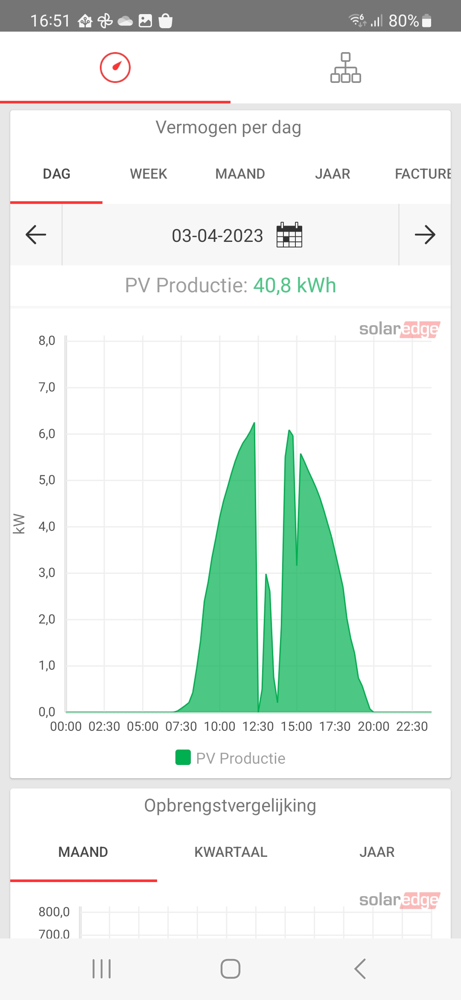 16:51 80%
Vermogen per dag
DAG WEEK MAAND JAAR FACTURE
03-04-2023
PV Productie: 40,8 kWh
solaredge
8,0
7,0
6,0
5,0
4,0
3,0
2,0
1,0
0,0
kW
00:00 02:30 05:00 07:30 10:00 12:30 15:00 17:30 20:00 22:30
PV Productie
Opbrengstvergelijking
MAAND KWARTAAL JAAR
solaredge
800,0
700,0